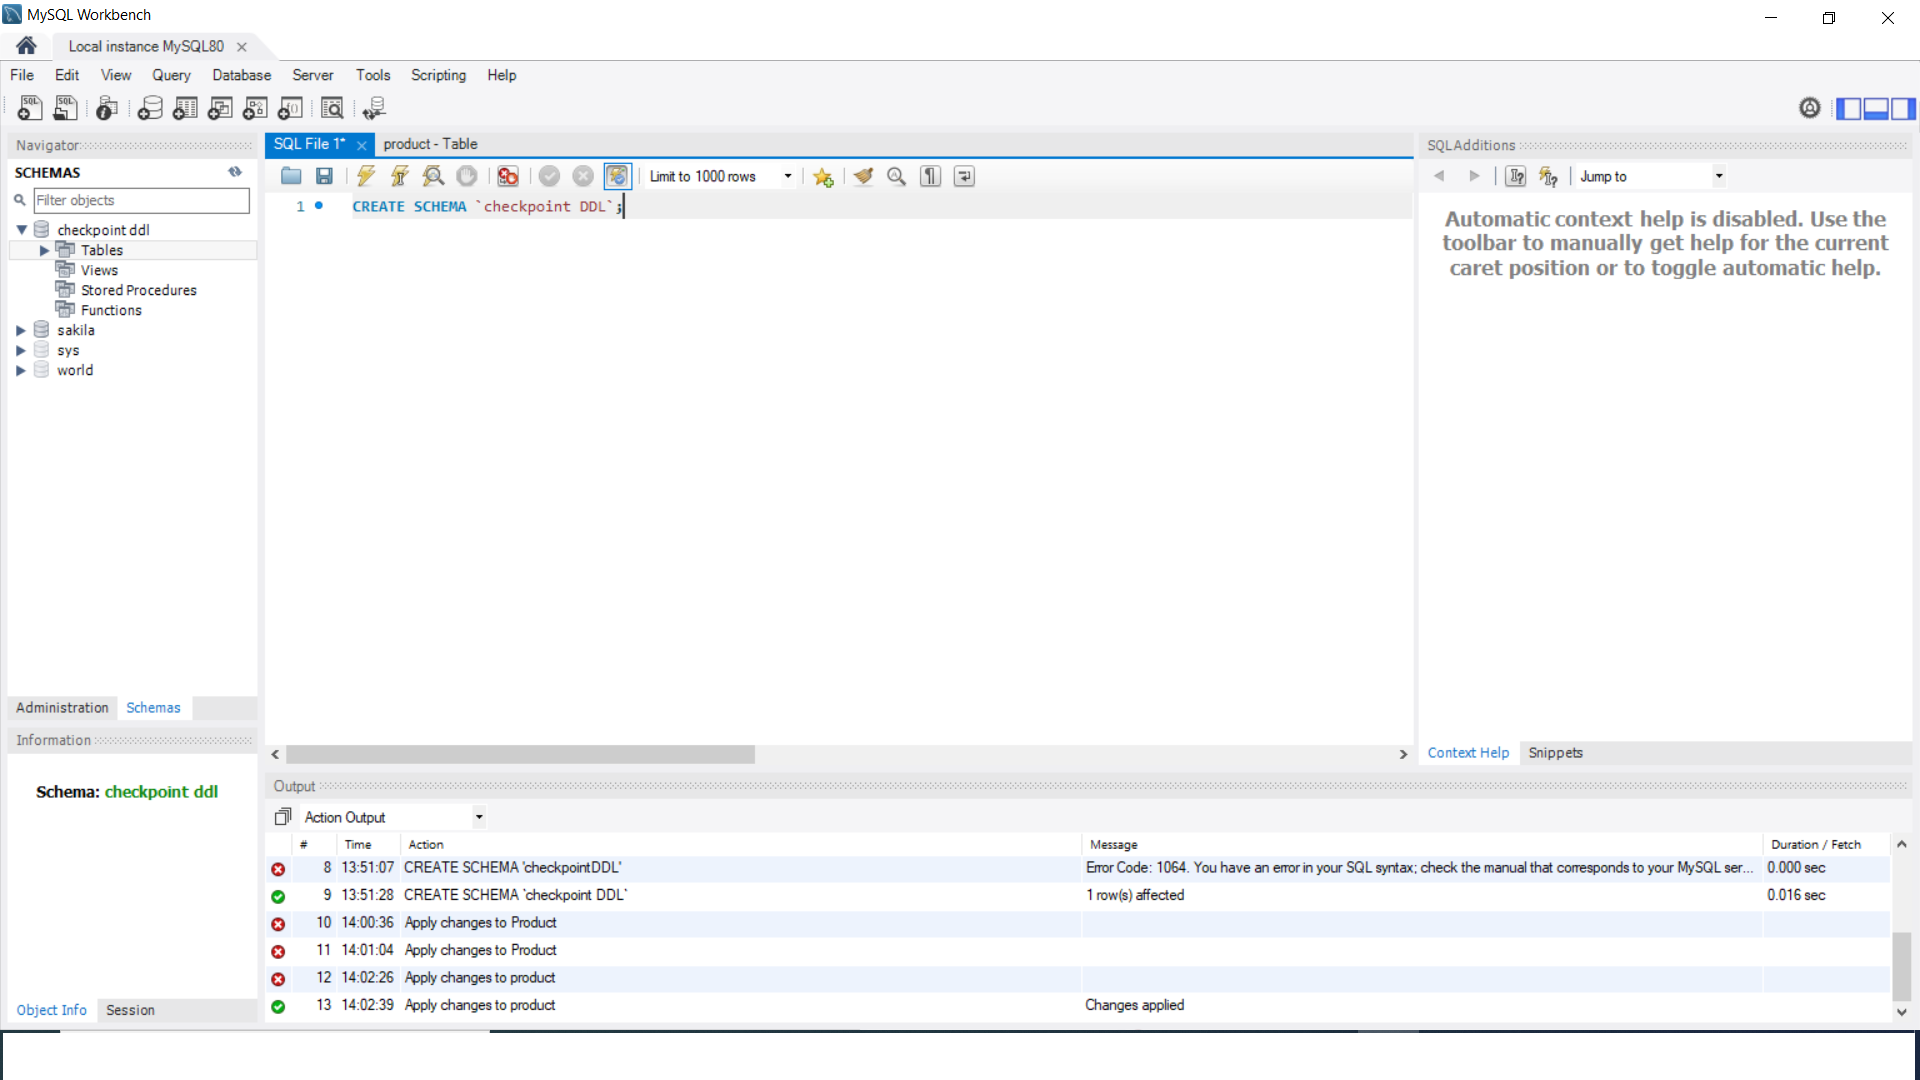 MySQL Workbench
Local instance MySQL80
File Edit View Query Database Server Tools Scripting Help
Navigator
SCHEMAS
Filter objects
checkpoint ddl
Tables
Views
Stored Procedures
Functions
sakila
sys
world
Administration Schemas
Information
Schema: checkpoint ddl
Object Info Session
SQL File 1* product - Table
Limit to 1000 rows
1 CREATE SCHEMA `checkpoint DDL`;
SQLAdditions
Jump to
Automatic context help is disabled. Use the
toolbar to manually get help for the current
caret position or to toggle automatic help.
Context Help Snippets
Output
Action Output
# Time Action Message Duration / Fetch
8 13:51:07 CREATE SCHEMA 'checkpointDDL' Error Code: 1064. You have an error in your SQL syntax; check the manual that corresponds to your MySQL ser... 0.000 sec
9 13:51:28 CREATE SCHEMA `checkpoint DDL` 1 row(s) affected 0.016 sec
10 14:00:36 Apply changes to Product
11 14:01:04 Apply changes to Product
12 14:02:26 Apply changes to product
13 14:02:39 Apply changes to product Changes applied